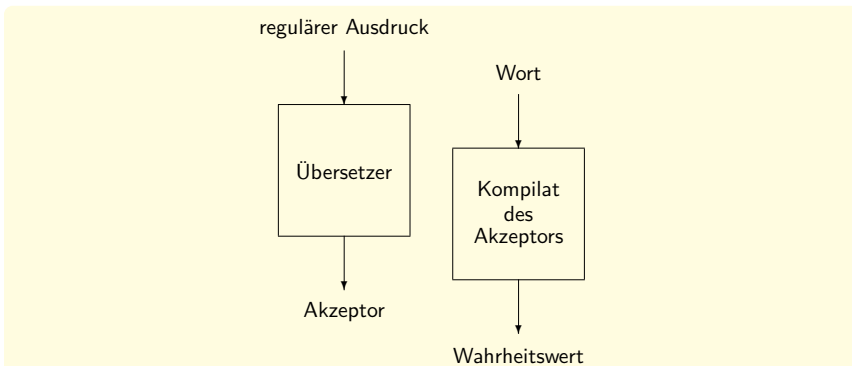 regulärer Ausdruck
Übersetzer
Akzeptor
Wort
Kompilat
des
Akzeptors
Wahrheitswert